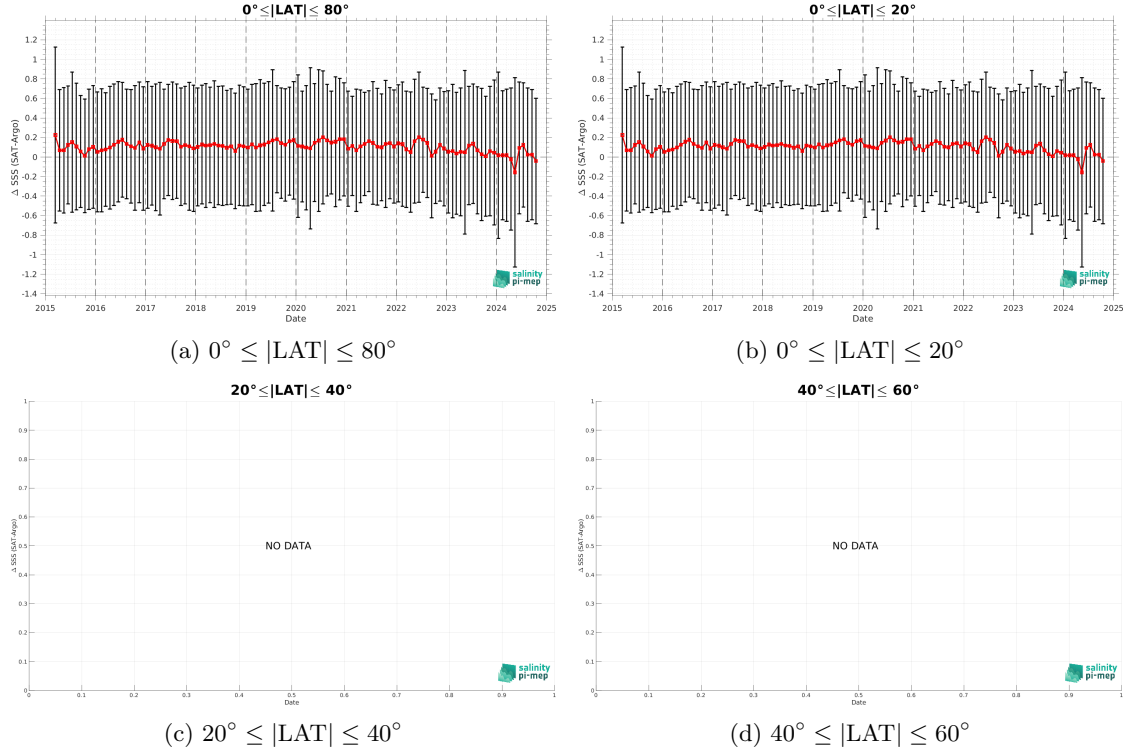 0°≤|LAT|≤ 80°
1.2
1
0.8
0.6
0.4
0.2
0
-0.2
-0.4
-0.6
-0.8
-1
-1.2
-1.4
Δ SSS (SAT-Argo)
2015 2016 2017 2018 2019 2020 2021 2022 2023 2024 2025
Date
salinity
pi-mep
(a) 0° ≤ |LAT| ≤ 80°
0°≤|LAT|≤ 20°
1.2
1
0.8
0.6
0.4
0.2
0
-0.2
-0.4
-0.6
-0.8
-1
-1.2
-1.4
Δ SSS (SAT-Argo)
2015 2016 2017 2018 2019 2020 2021 2022 2023 2024 2025
Date
salinity
pi-mep
(b) 0° ≤ |LAT| ≤ 20°
20°≤|LAT|≤ 40°
1
0.9
0.8
0.7
0.6
0.5
0.4
0.3
0.2
0.1
0
Δ SSS (SAT-Argo)
NO DATA
0 0.1 0.2 0.3 0.4 0.5 0.6 0.7 0.8 0.9 1
Date
salinity
pi-mep
(c) 20° ≤ |LAT| ≤ 40°
40°≤|LAT|≤ 60°
1
0.9
0.8
0.7
0.6
0.5
0.4
0.3
0.2
0.1
0
Δ SSS (SAT-Argo)
NO DATA
0 0.1 0.2 0.3 0.4 0.5 0.6 0.7 0.8 0.9 1
Date
salinity
pi-mep
(d) 40° ≤ |LAT| ≤ 60°